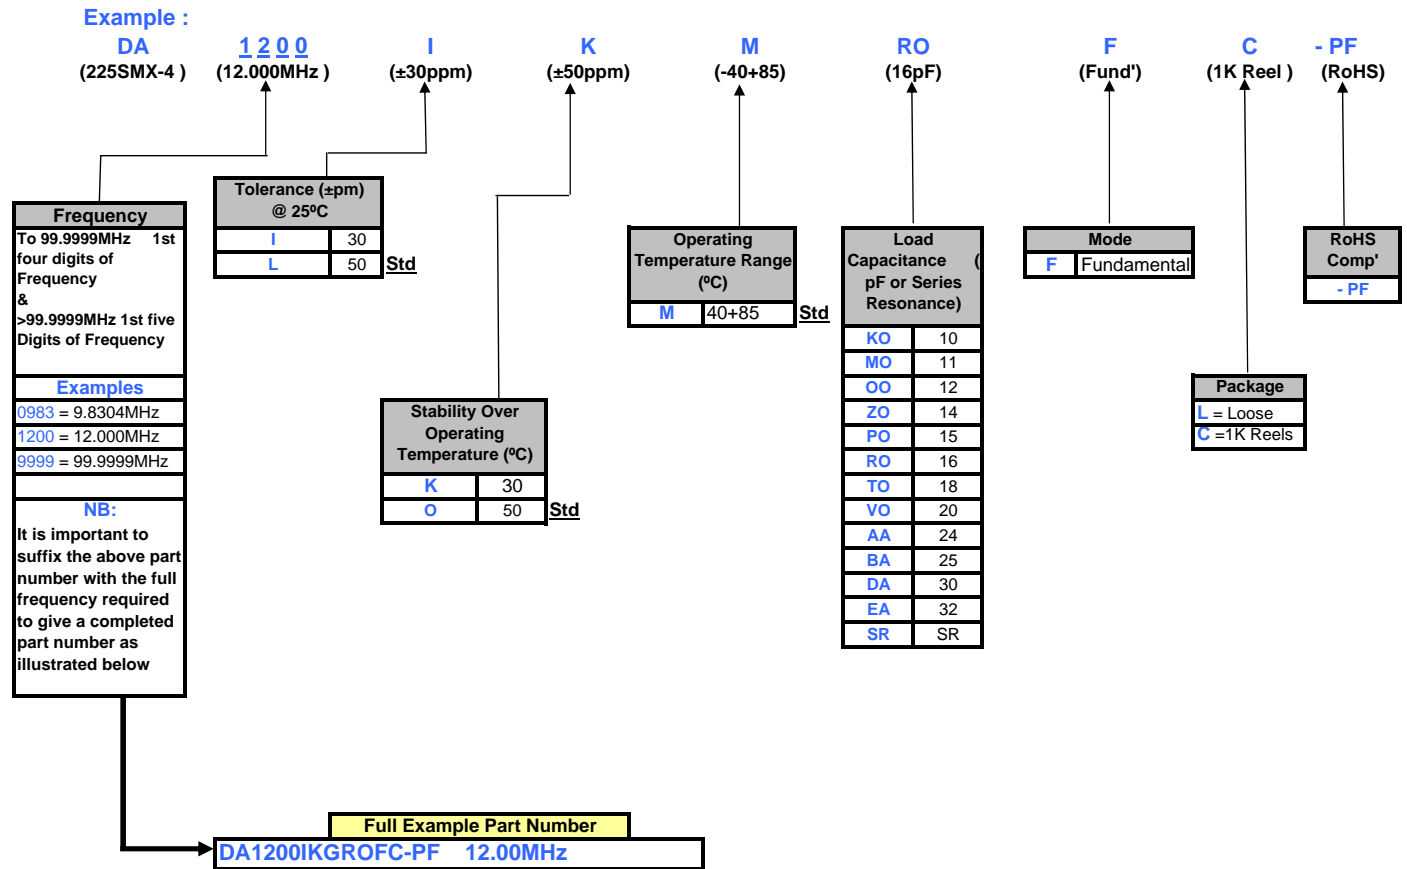 Example :
DA 1 2 0 0 I K M RO F C - PF
(225SMX-4 ) (12.000MHz ) (±30ppm) (±50ppm) (-40+85) (16pF) (Fund') (1K Reel ) (RoHS)
Frequency
To 99.9999MHz 1st
four digits of
Frequency
&
>99.9999MHz 1st five
Digits of Frequency
Examples
0983 = 9.8304MHz
1200 = 12.000MHz
9999 = 99.9999MHz
NB:
It is important to
suffix the above part
number with the full
frequency required
to give a completed
part number as
illustrated below
Tolerance (±pm)
@ 25ºC
I 30
L 50 Std
Stability Over
Operating
Temperature (ºC)
K 30
O 50 Std
Operating
Temperature Range
(ºC)
M 40+85 Std
Load
Capacitance (
pF or Series
Resonance)
KO 10
MO 11
OO 12
ZO 14
PO 15
RO 16
TO 18
VO 20
AA 24
BA 25
DA 30
EA 32
SR SR
Mode
F Fundamental
Package
L = Loose
C =1K Reels
RoHS
Comp'
- PF
Full Example Part Number
DA1200IKGROFC-PF 12.00MHz